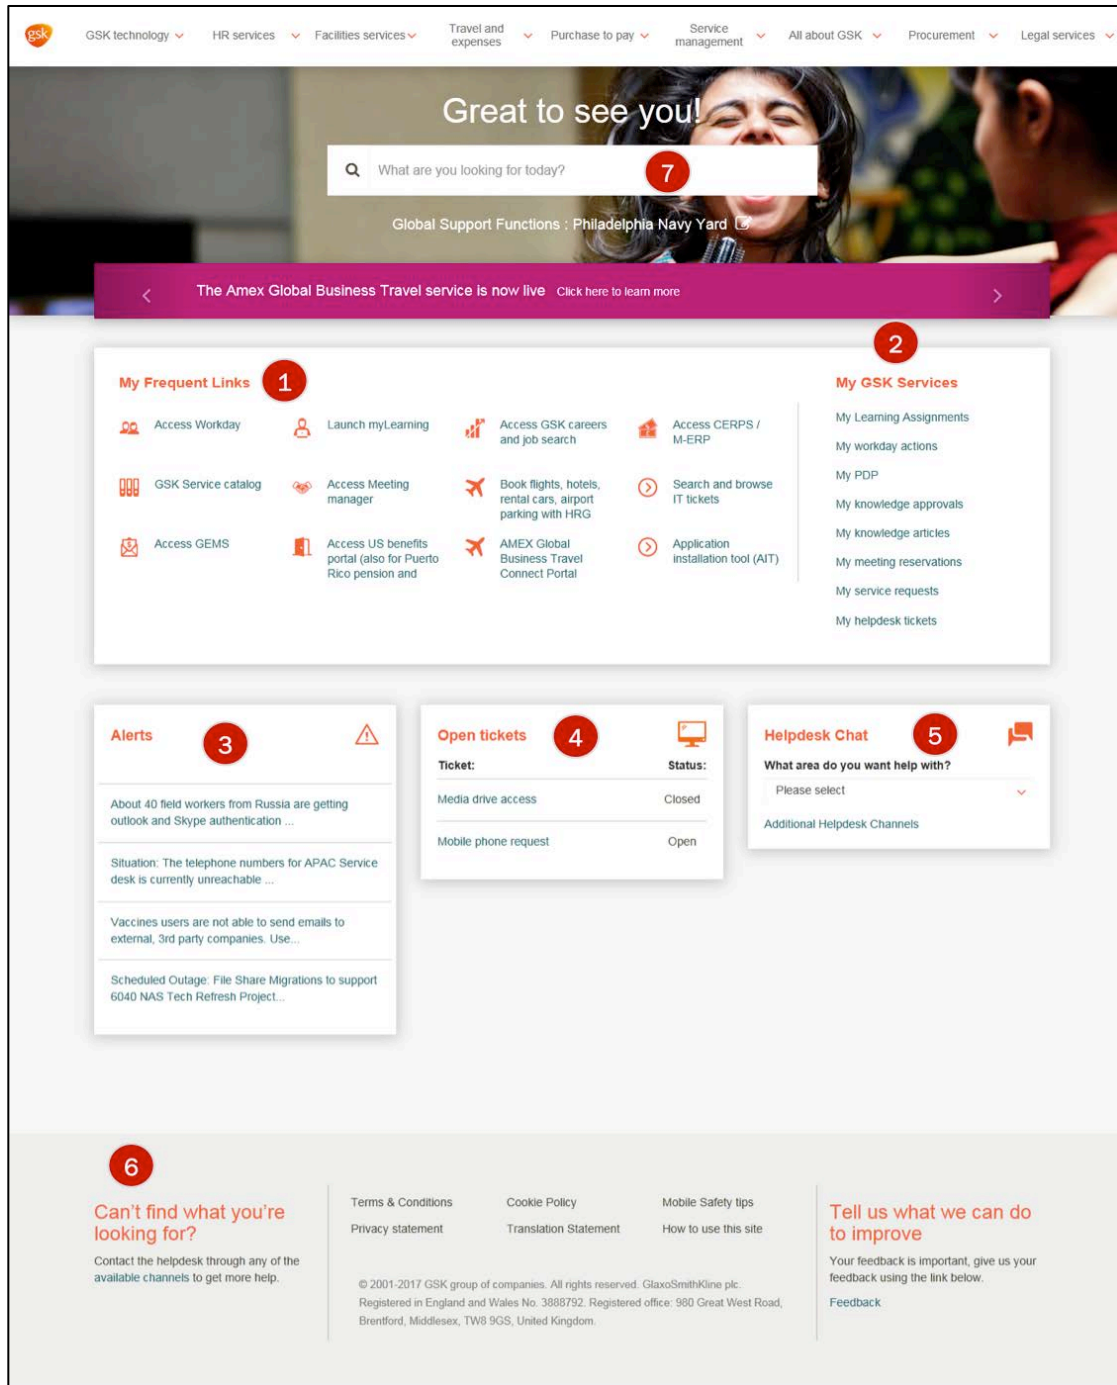 gsk
GSK technology
HR services
Facilities services
Travel and
expenses
Purchase to pay
Service
management
All about GSK
Procurement
Legal services
Great to see you!
What are you looking for today?
7
Global Support Functions : Philadelphia Navy Yard
The Amex Global Business Travel service is now live Click here to learn more
My Frequent Links
1
Access Workday
Launch myLearning
Access GSK careers
and job search
Access CERPS /
M-ERP
GSK Service catalog
Access Meeting
manager
Book flights, hotels,
rental cars, airport
parking with HRG
Search and browse
IT tickets
Access GEMS
Access US benefits
portal (also for Puerto
Rico pension and
AMEX Global
Business Travel
Connect Portal
Application
installation tool (AIT)
2
My GSK Services
My Learning Assignments
My workday actions
My PDP
My knowledge approvals
My knowledge articles
My meeting reservations
My service requests
My helpdesk tickets
Alerts
3
About 40 field workers from Russia are getting
outlook and Skype authentication ...
Situation: The telephone numbers for APAC Service
desk is currently unreachable ...
Vaccines users are not able to send emails to
external, 3rd party companies. Use...
Scheduled Outage: File Share Migrations to support
6040 NAS Tech Refresh Project...
Open tickets
4
Ticket: Status:
Media drive access Closed
Mobile phone request Open
Helpdesk Chat
5
What area do you want help with?
Please select
Additional Helpdesk Channels
6
Can't find what you're
looking for?
Contact the helpdesk through any of the
available channels to get more help.
Terms & Conditions Cookie Policy Mobile Safety tips
Privacy statement Translation Statement How to use this site
© 2001-2017 GSK group of companies. All rights reserved. GlaxoSmithKline plc.
Registered in England and Wales No. 3888792. Registered office: 980 Great West Road,
Brentford, Middlesex, TW8 9GS, United Kingdom.
Tell us what we can do
to improve
Your feedback is important, give us your
feedback using the link below.
Feedback